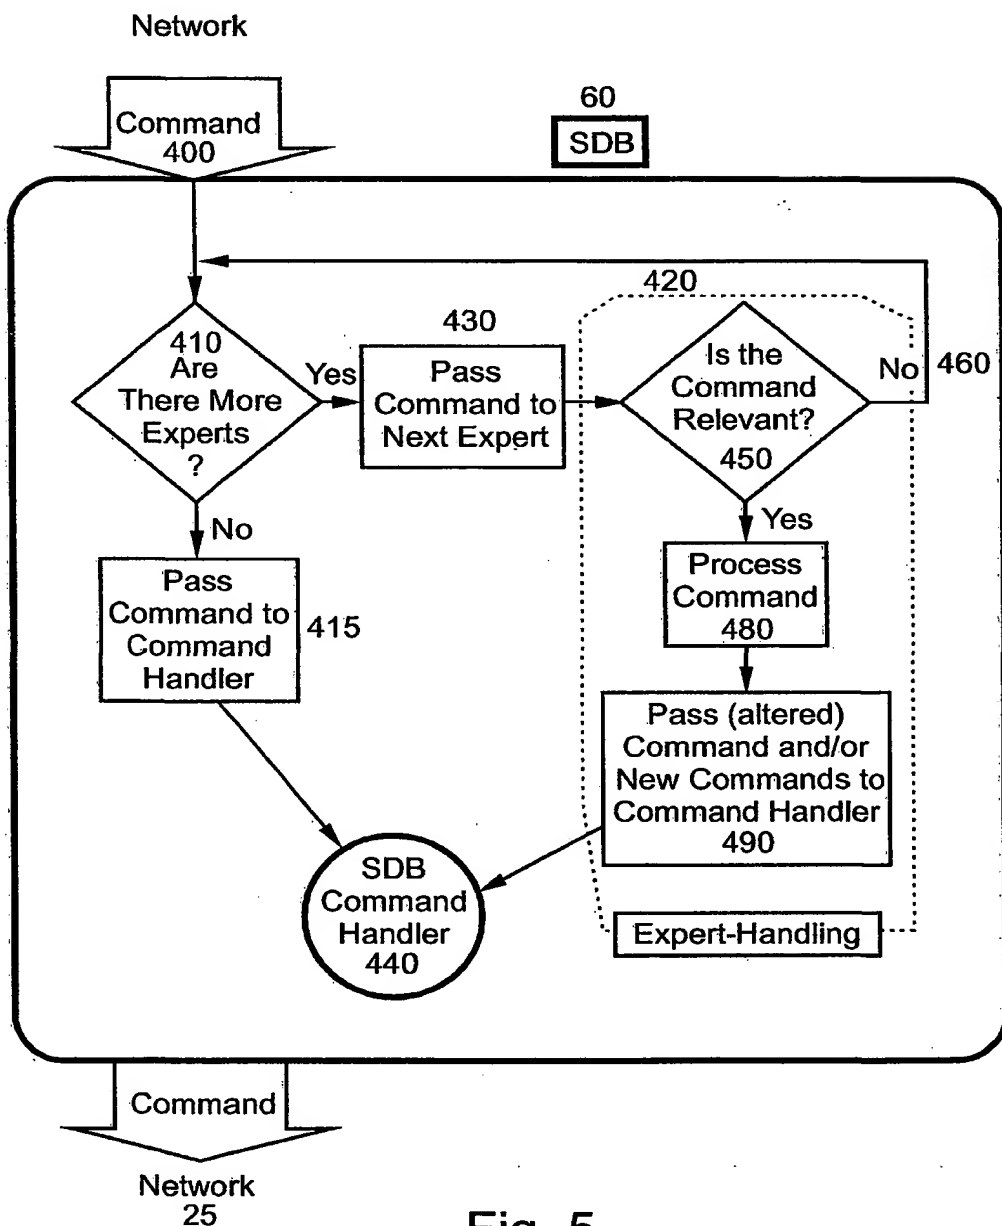 Network
Command
400
60
SDB
410
Are
There More
Experts
?
Yes
430
Pass
Command to
Next Expert
420
Is the
Command
Relevant?
450
No
460
No
Pass
Command to
Command
Handler
415
Yes
Process
Command
480
Pass (altered)
Command and/or
New Commands to
Command Handler
490
SDB
Command
Handler
440
Expert-Handling
Command
Network
25
Fig. 5